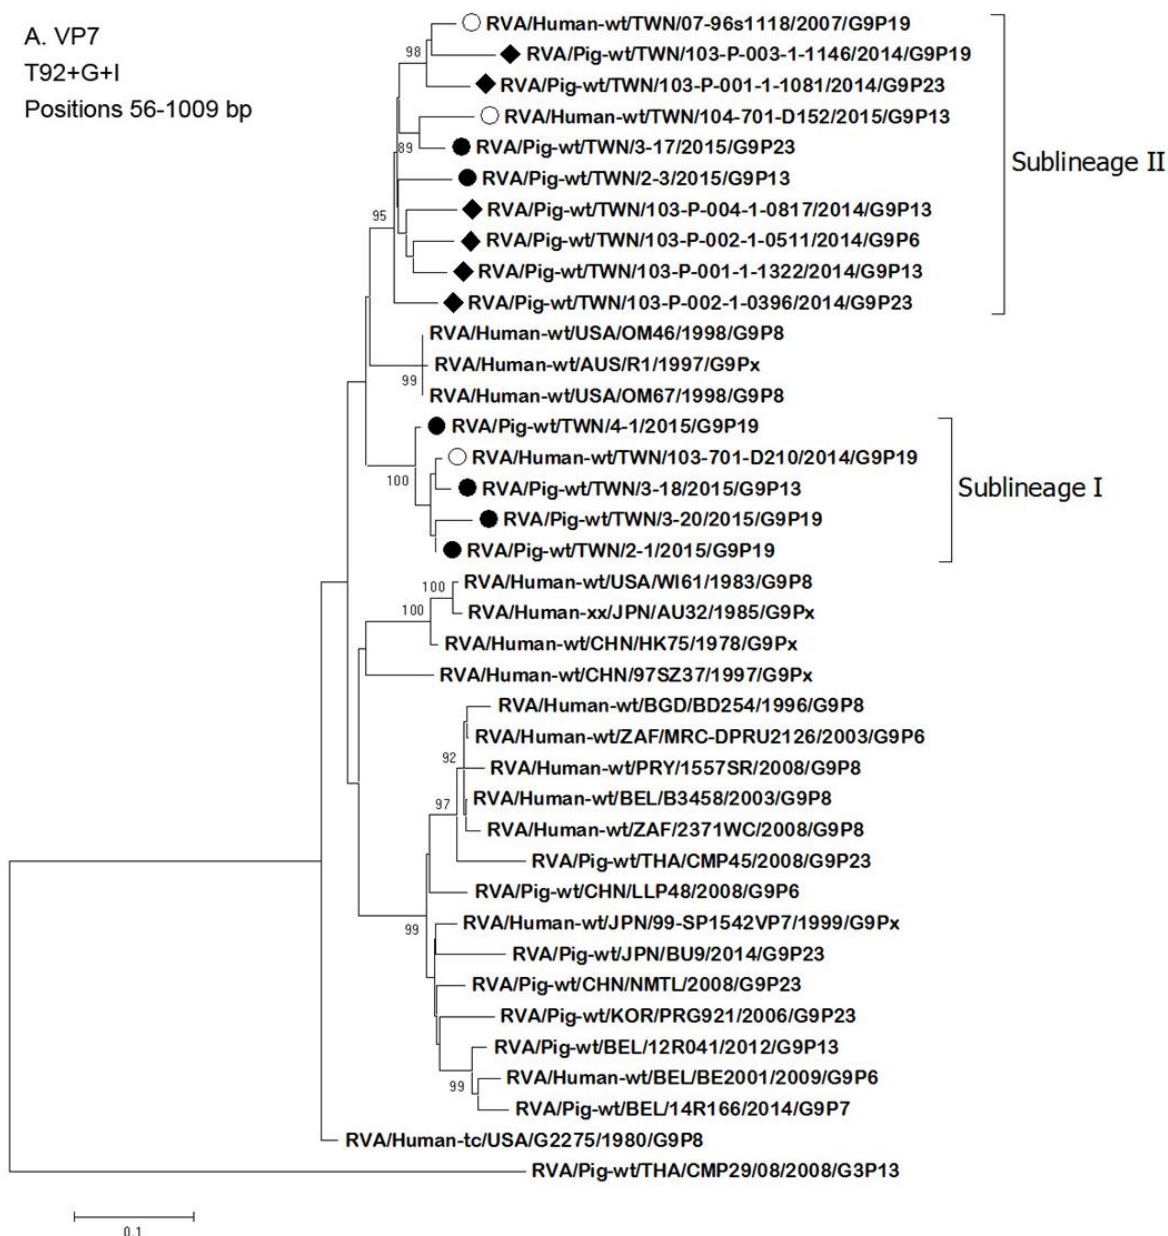 A. VP7
T92+G+I
Positions 56-1009 bp
RVA/Human-wt/TWN/07-96s1118/2007/G9P19
98
RVA/Pig-wt/TWN/103-P-003-1-1146/2014/G9P19
RVA/Pig-wt/TWN/103-P-001-1-1081/2014/G9P23
RVA/Human-wt/TWN/104-701-D152/2015/G9P13
89
RVA/Pig-wt/TWN/3-17/2015/G9P23
Sublineage II
RVA/Pig-wt/TWN/2-3/2015/G9P13
RVA/Pig-wt/TWN/103-P-004-1-0817/2014/G9P13
95
RVA/Pig-wt/TWN/103-P-002-1-0511/2014/G9P6
RVA/Pig-wt/TWN/103-P-001-1-1322/2014/G9P13
RVA/Pig-wt/TWN/103-P-002-1-0396/2014/G9P23
RVA/Human-wt/USA/OM46/1998/G9P8
RVA/Human-wt/AUS/R1/1997/G9Px
99
RVA/Human-wt/USA/OM67/1998/G9P8
RVA/Pig-wt/TWN/4-1/2015/G9P19
RVA/Human-wt/TWN/103-701-D210/2014/G9P19
100
RVA/Pig-wt/TWN/3-18/2015/G9P13
Sublineage I
RVA/Pig-wt/TWN/3-20/2015/G9P19
RVA/Pig-wt/TWN/2-1/2015/G9P19
100
RVA/Human-wt/USA/WI61/1983/G9P8
100
RVA/Human-xx/JPN/AU32/1985/G9Px
RVA/Human-wt/CHN/HK75/1978/G9Px
RVA/Human-wt/CHN/97SZ37/1997/G9Px
RVA/Human-wt/BGD/BD254/1996/G9P8
RVA/Human-wt/ZAF/MRC-DPRU2126/2003/G9P6
92
RVA/Human-wt/PRY/1557SR/2008/G9P8
97
RVA/Human-wt/BEL/B3458/2003/G9P8
RVA/Human-wt/ZAF/2371WC/2008/G9P8
RVA/Pig-wt/THA/CMP45/2008/G9P23
RVA/Pig-wt/CHN/LLP48/2008/G9P6
99
RVA/Human-wt/JPN/99-SP1542VP7/1999/G9Px
RVA/Pig-wt/JPN/BU9/2014/G9P23
RVA/Pig-wt/CHN/NMTL/2008/G9P23
RVA/Pig-wt/KOR/PRG921/2006/G9P23
RVA/Pig-wt/BEL/12R041/2012/G9P13
RVA/Human-wt/BEL/BE2001/2009/G9P6
99
RVA/Pig-wt/BEL/14R166/2014/G9P7
RVA/Human-tc/USA/G2275/1980/G9P8
RVA/Pig-wt/THA/CMP29/08/2008/G3P13
0.1